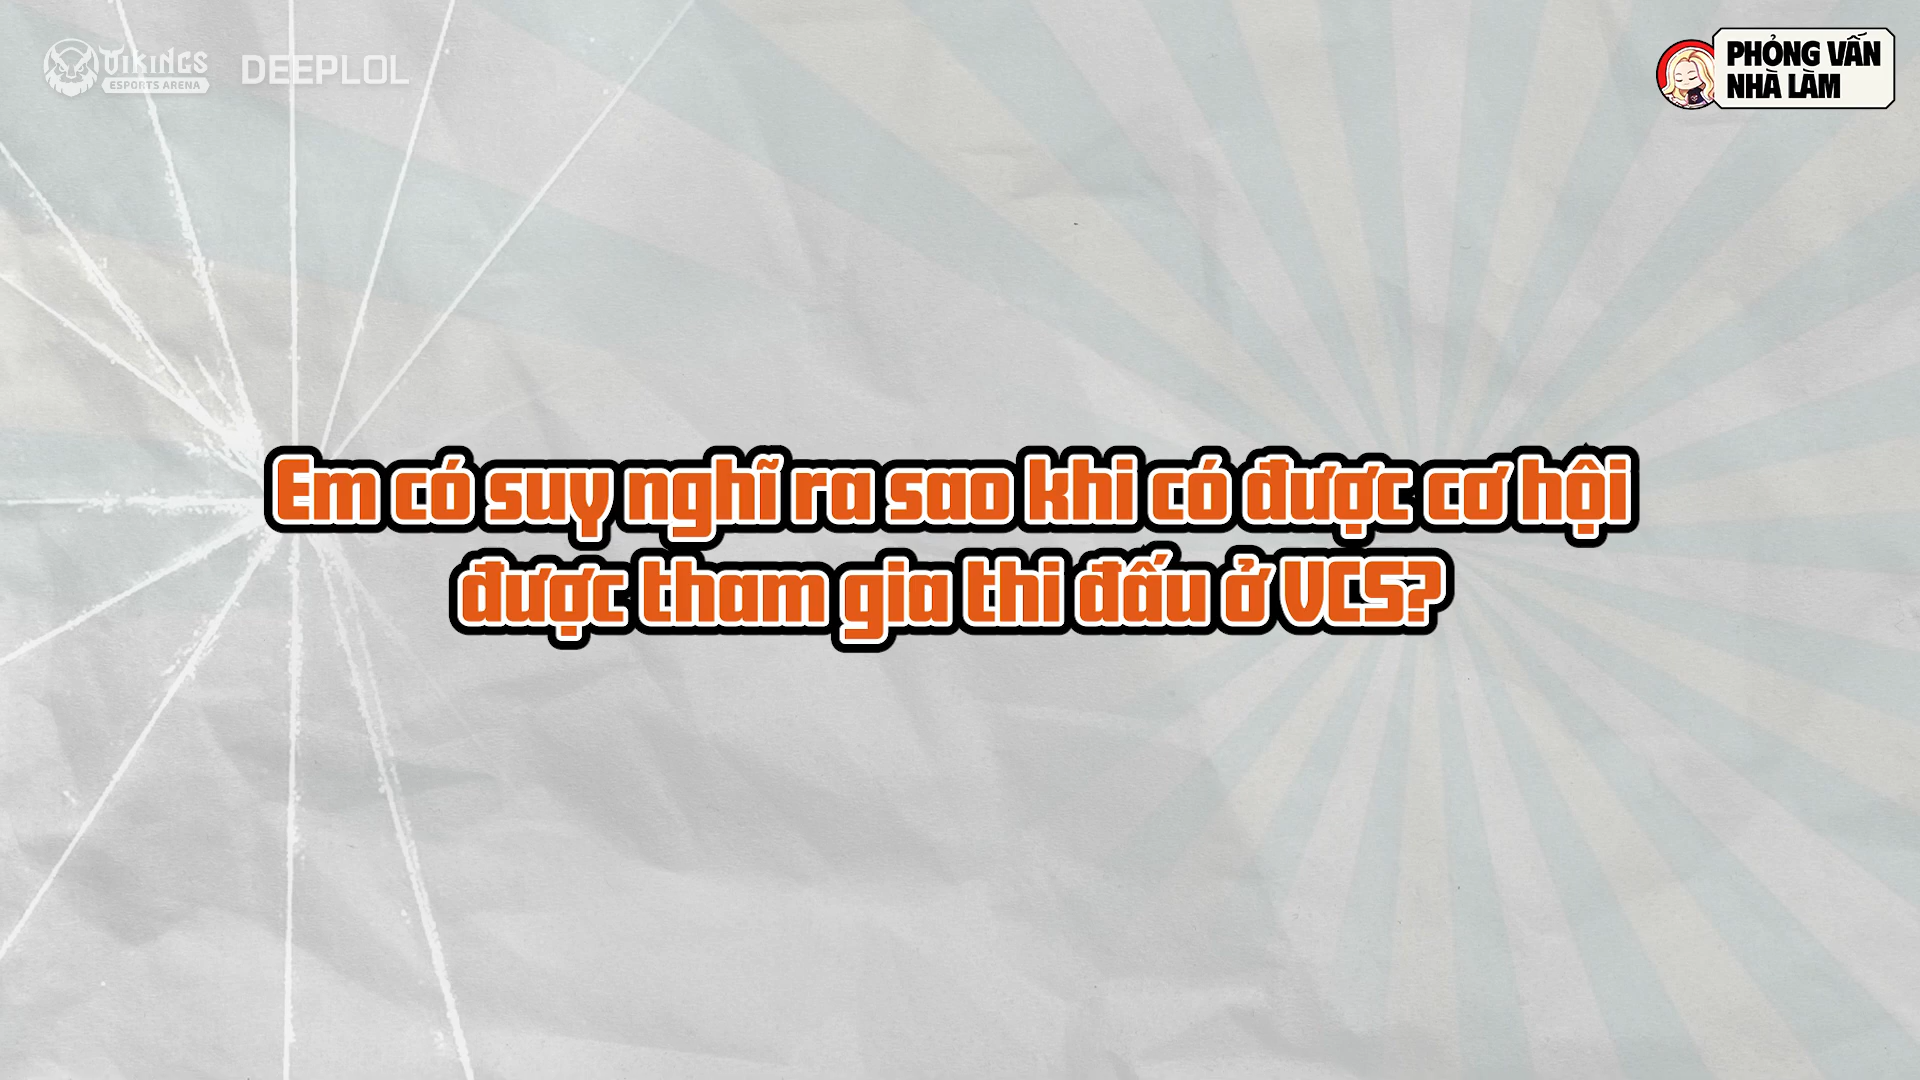 VIKINGS
ESPORTS ARENA
DEEPLOL
PHỎNG VẤN
NHÀ LÀM
Em có suy nghĩ ra sao khi có được cơ hội
được tham gia thi đấu ở VCS?